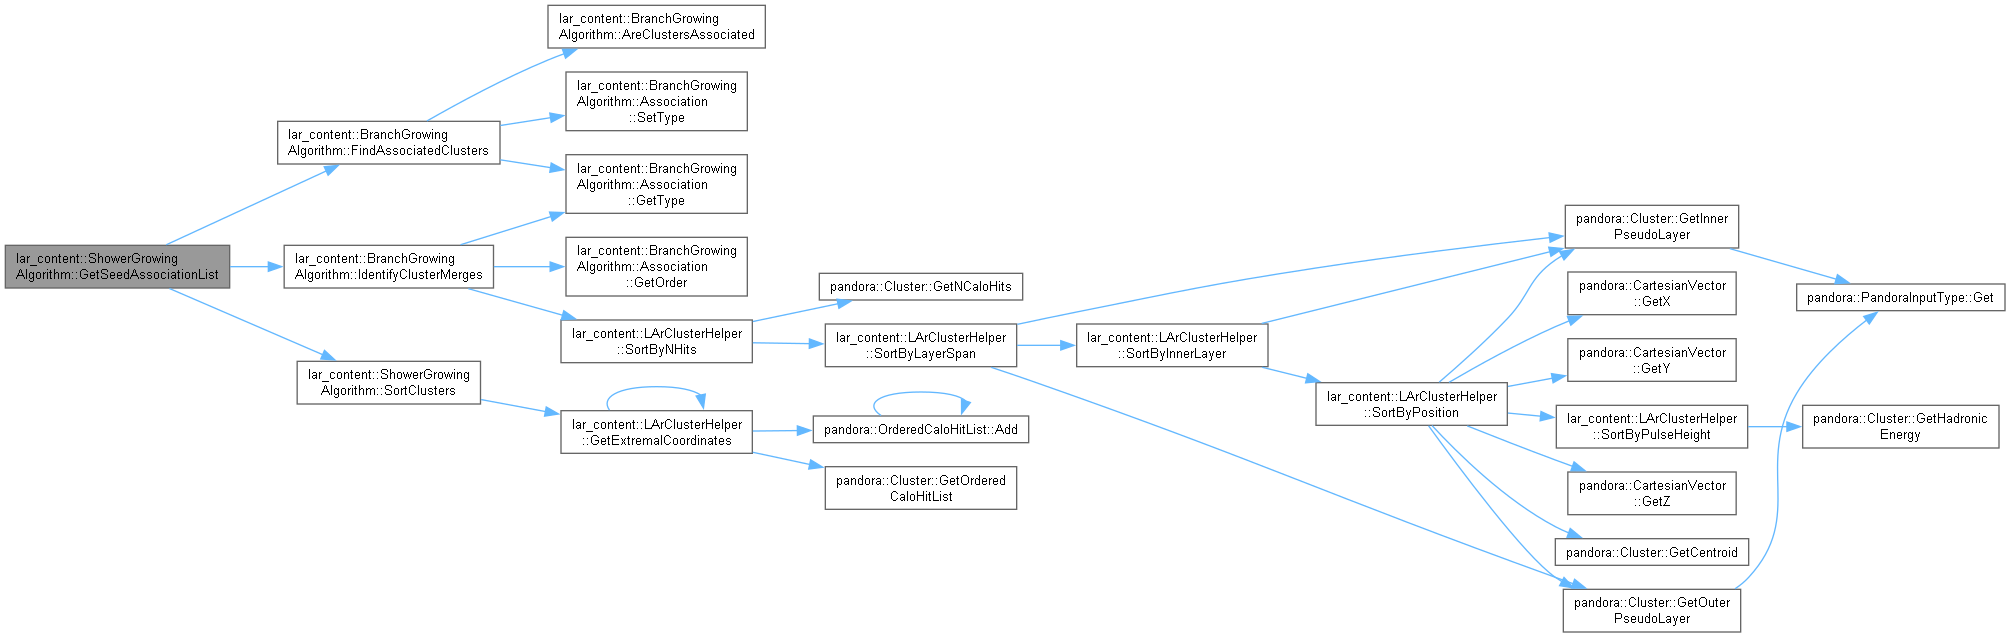 lar_content::ShowerGrowing
Algorithm::GetSeedAssociationList
lar_content::BranchGrowing
Algorithm::FindAssociatedClusters
lar_content::BranchGrowing
Algorithm::IdentifyClusterMerges
lar_content::ShowerGrowing
Algorithm::SortClusters
lar_content::BranchGrowing
Algorithm::AreClustersAssociated
lar_content::BranchGrowing
Algorithm::Association
::SetType
lar_content::BranchGrowing
Algorithm::Association
::GetType
lar_content::BranchGrowing
Algorithm::Association
::GetOrder
lar_content::LArClusterHelper
::SortByNHits
lar_content::LArClusterHelper
::GetExtremalCoordinates
pandora::Cluster::GetNCaloHits
lar_content::LArClusterHelper
::SortByLayerSpan
pandora::OrderedCaloHitList::Add
pandora::Cluster::GetOrdered
CaloHitList
lar_content::LArClusterHelper
::SortByInnerLayer
lar_content::LArClusterHelper
::SortByPosition
pandora::Cluster::GetInner
PseudoLayer
pandora::CartesianVector
::GetX
pandora::CartesianVector
::GetY
lar_content::LArClusterHelper
::SortByPulseHeight
pandora::CartesianVector
::GetZ
pandora::Cluster::GetCentroid
pandora::Cluster::GetOuter
PseudoLayer
pandora::PandoraInputType::Get
pandora::Cluster::GetHadronic
Energy